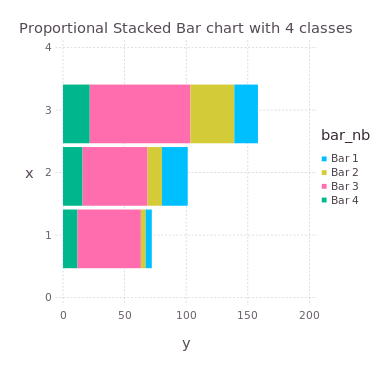 Proportional Stacked Bar chart with 4 classes
4
3
2
1
0
x
0 50 100 150 200
y
bar_nb
Bar 1
Bar 2
Bar 3
Bar 4